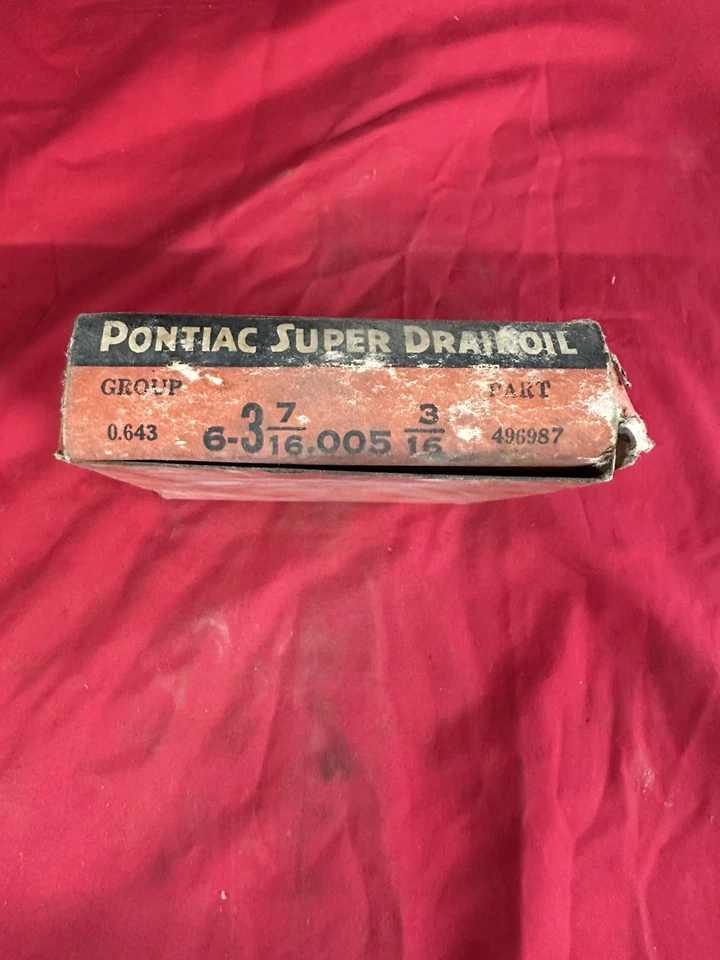 PONTIAC SUPER DRAINOIL
GROUP PART
0.643 6-3 7/16 .005 3/16 496987